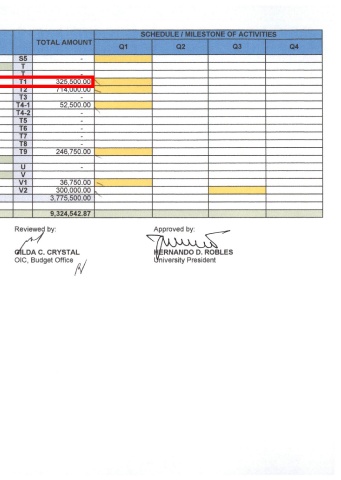 SCHEDULE / MILESTONE OF ACTIVITIES
TOTAL AMOUNT
Q1 Q2 Q3 Q4
S5 -
T
T -
T1 325,500.00
T2 714,000.00
T3 -
T4-1 52,500.00
T4-2 -
T5 -
T6 -
T7 -
T8 -
T9 246,750.00
U -
V
V1 36,750.00
V2 300,000.00
3,775,500.00
9,324,542.87
Reviewed by: Approved by:
GILDA C. CRYSTAL HERNANDO D. ROBLES
OIC, Budget Office University President